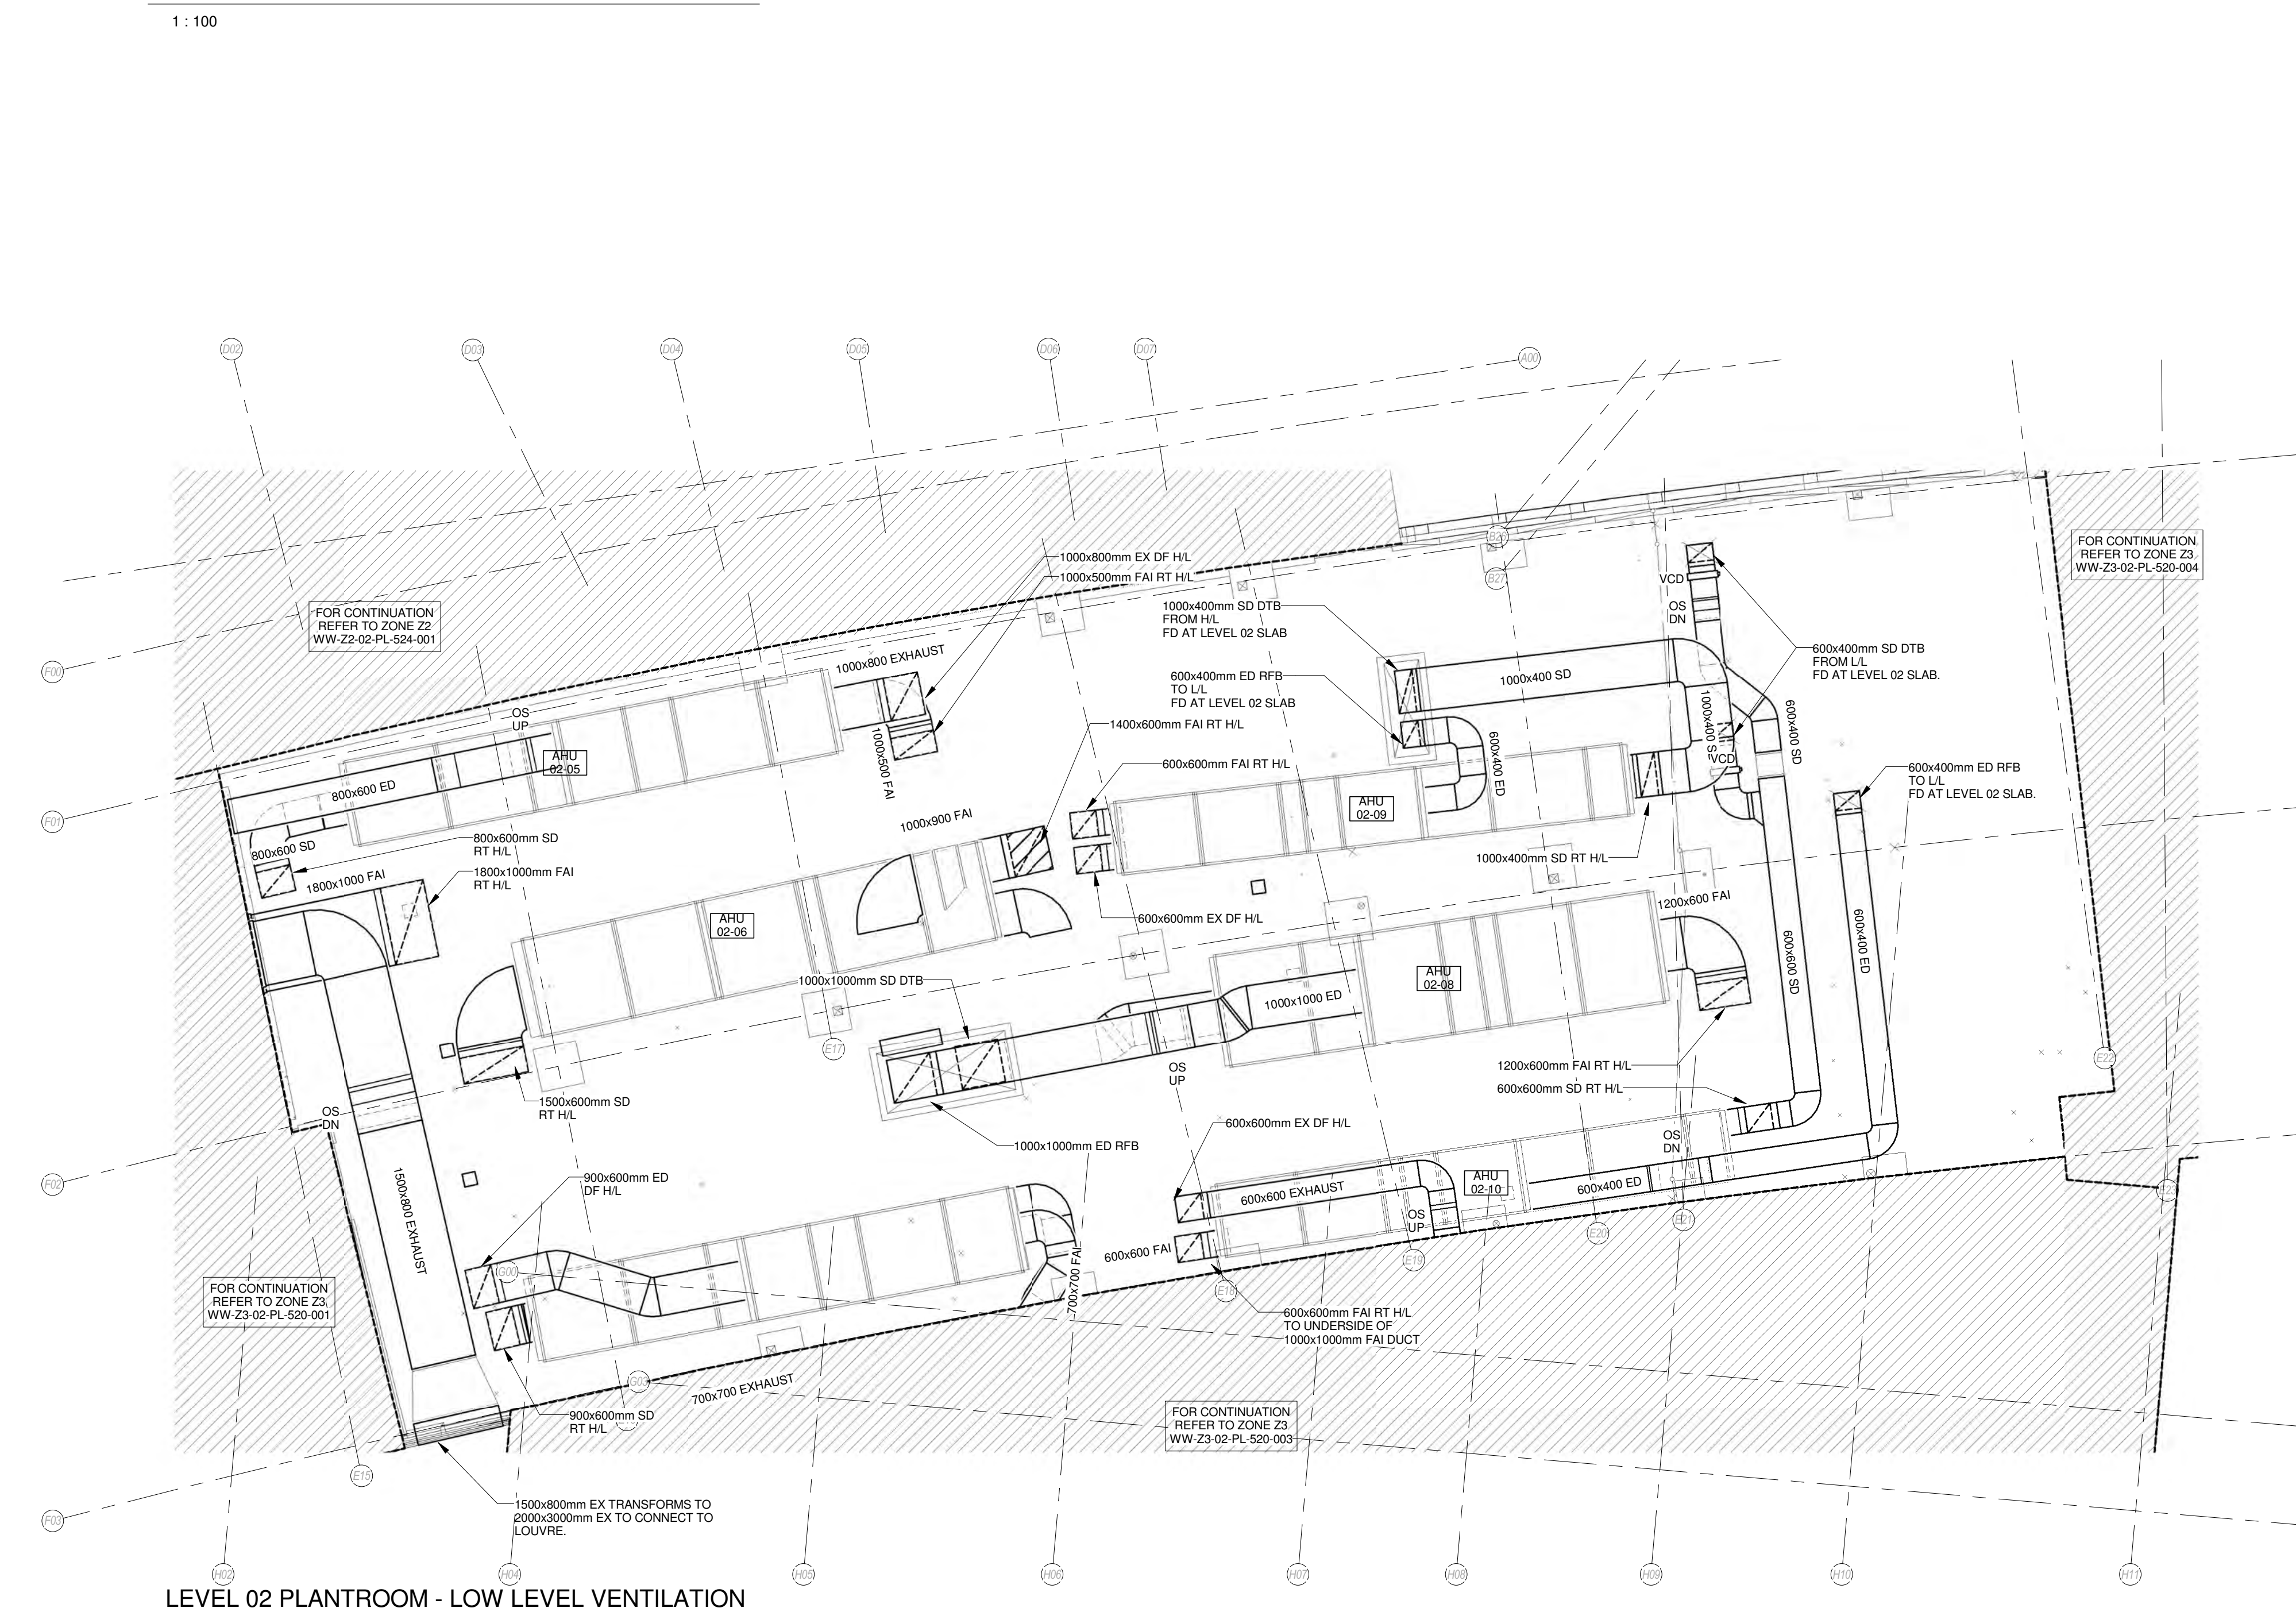 1 : 100
D02
D03
D04
D05
D06
D07
A00
FOR CONTINUATION
REFER TO ZONE Z3
WW-Z3-02-PL-520-004
FOR CONTINUATION
REFER TO ZONE Z2
WW-Z2-02-PL-524-001
1000x800mm EX DF H/L
1000x500mm FAI RT H/L
B27
VCD
OS
DN
1000x400mm SD DTB
FROM H/L
FD AT LEVEL 02 SLAB
600x400mm SD DTB
FROM L/L
FD AT LEVEL 02 SLAB.
F00
1000x800 EXHAUST
600x400mm ED RFB
TO L/L
FD AT LEVEL 02 SLAB
1000x400 SD
1000x400 SD
600x400 SD
OS
UP
1400x600mm FAI RT H/L
1000x500 FAI
AHU
02-05
600x600mm FAI RT H/L
600x400 ED
VCD
600x400mm ED RFB
TO L/L
FD AT LEVEL 02 SLAB.
800x600 ED
AHU
02-09
F01
1000x900 FAI
800x600 SD
800x600mm SD
RT H/L
1000x400mm SD RT H/L
1800x1000 FAI
1800x1000mm FAI
RT H/L
1200x600 FAI
AHU
02-06
600x600mm EX DF H/L
600x400 ED
600x600 SD
1000x1000mm SD DTB
AHU
02-08
1000x1000 ED
E17
E22
OS
UP
1200x600mm FAI RT H/L
600x600mm SD RT H/L
OS
DN
1500x600mm SD
RT H/L
600x600mm EX DF H/L
1000x1000mm ED RFB
OS
DN
F02
900x600mm ED
DF H/L
AHU
02-10
600x400 ED
600x600 EXHAUST
E23
1500x800 EXHAUST
OS
UP
E21
E20
600x600 FAI
E19
G00
700x700 FAI
E18
FOR CONTINUATION
REFER TO ZONE Z3
WW-Z3-02-PL-520-001
600x600mm FAI RT H/L
TO UNDERSIDE OF
1000x1000mm FAI DUCT
G03
700x700 EXHAUST
900x600mm SD
RT H/L
FOR CONTINUATION
REFER TO ZONE Z3
WW-Z3-02-PL-520-003
E15
1500x800mm EX TRANSFORMS TO
2000x3000mm EX TO CONNECT TO
LOUVRE.
F03
H02
H04
H05
H06
H07
H08
H09
H10
H11
LEVEL 02 PLANTROOM - LOW LEVEL VENTILATION